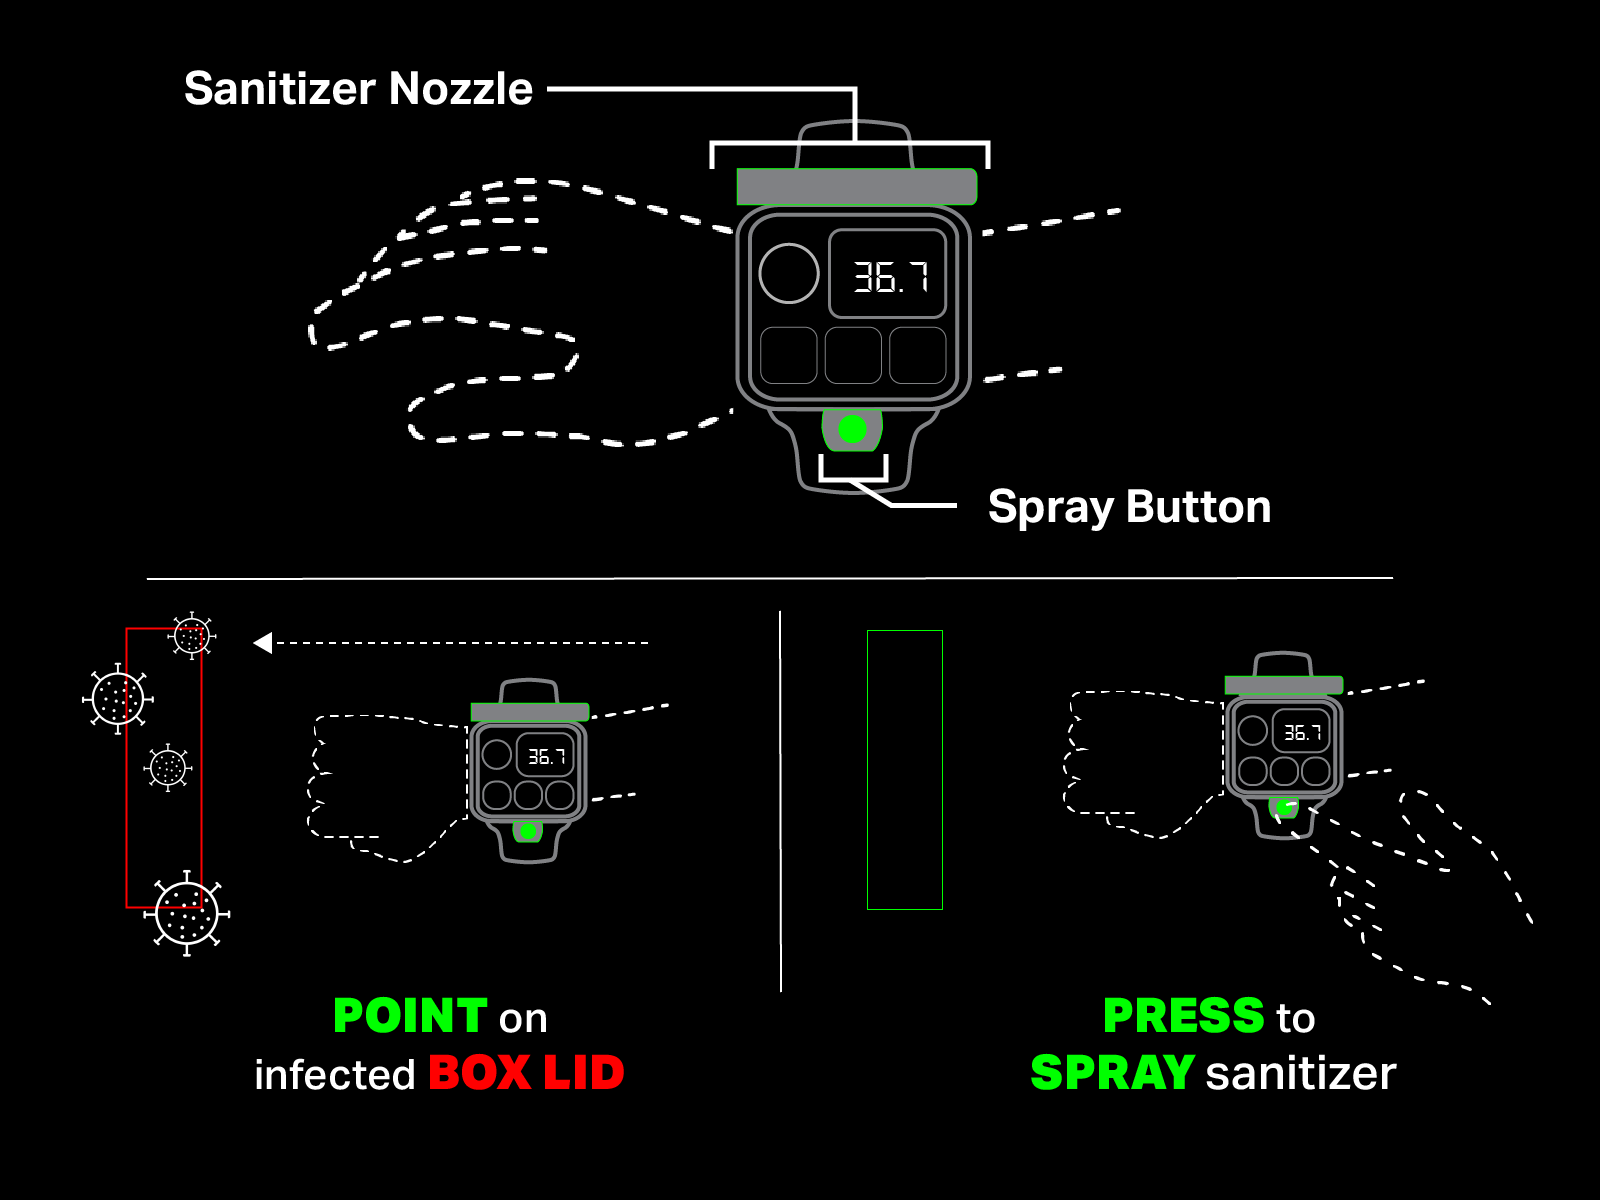 Sanitizer Nozzle
36.7
Spray Button
36.7
36.7
POINT on
infected BOX LID
PRESS to
SPRAY sanitizer